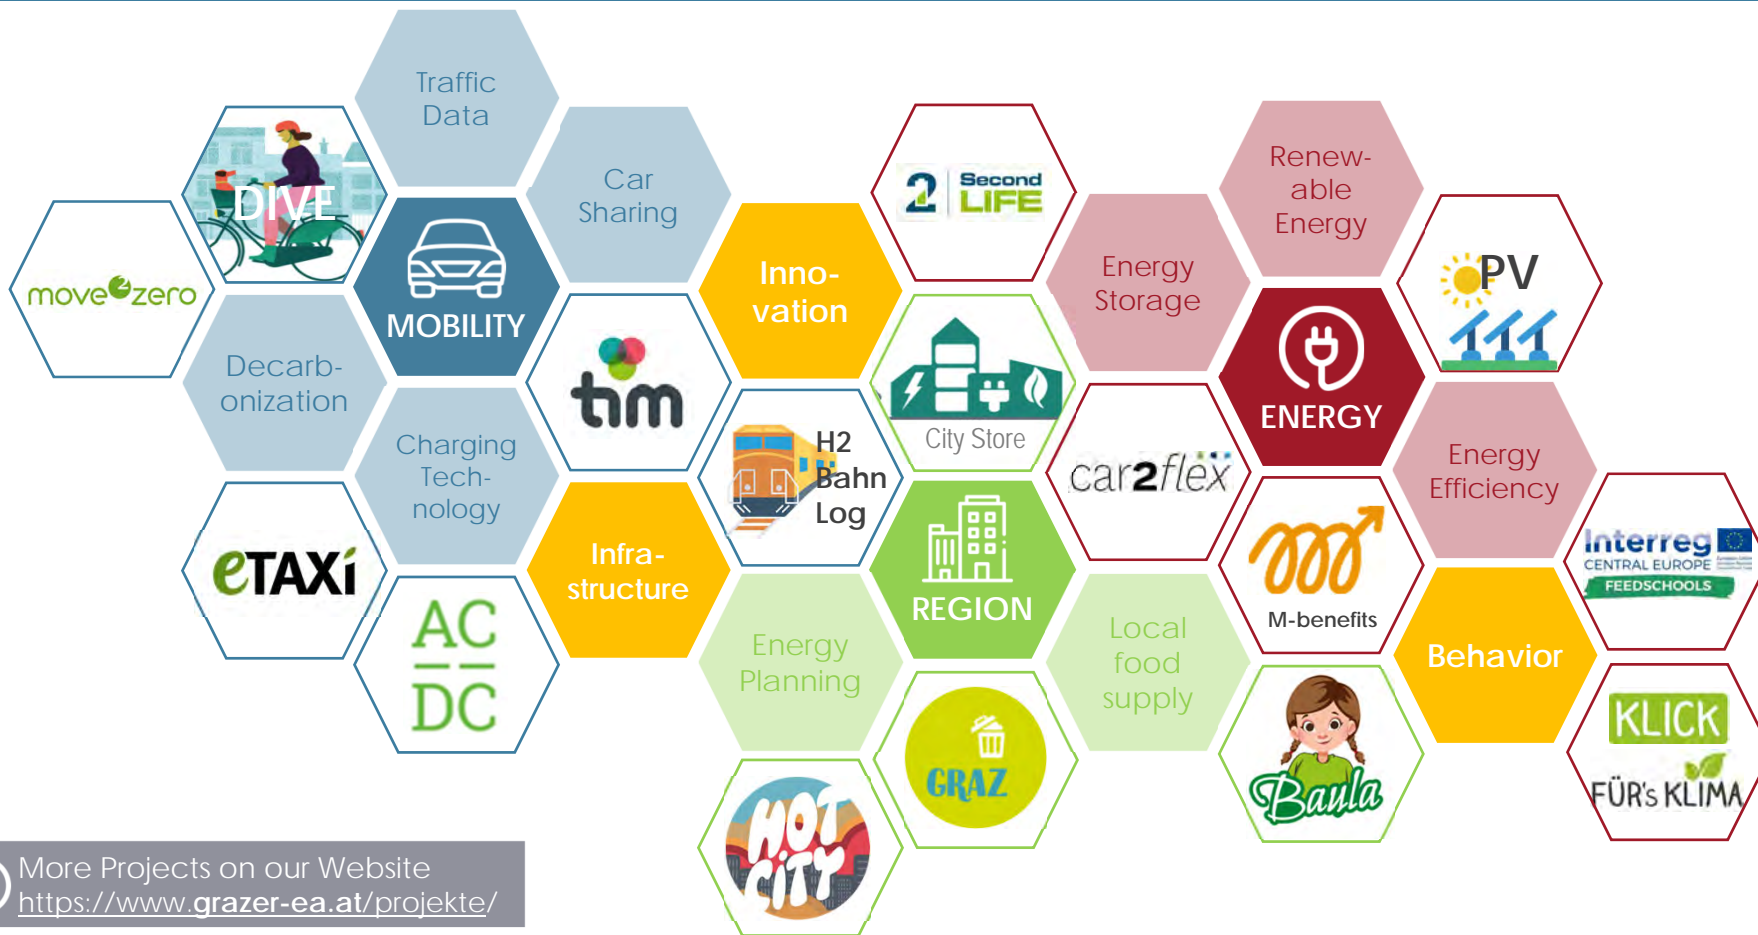 Traffic
Data
DIVE
Car
Sharing
move2zero
MOBILITY
Decarb-
onization
tim
Charging
Tech-
nology
eTAXi
AC
DC
Inno-
vation
Infra-
structure
H2
Bahn
Log
2 Second
LIFE
City Store
REGION
Energy
Planning
Local
food
supply
HOT
CiTY
GRAZ
Baula
Energy
Storage
Renew-
able
Energy
PV
ENERGY
car2flex
Energy
Efficiency
M-benefits
Behavior
Interreg
CENTRAL EUROPE
FEEDSCHOOLS
KLICK
FÜR's KLIMA
More Projects on our Website
https://www.grazer-ea.at/projekte/